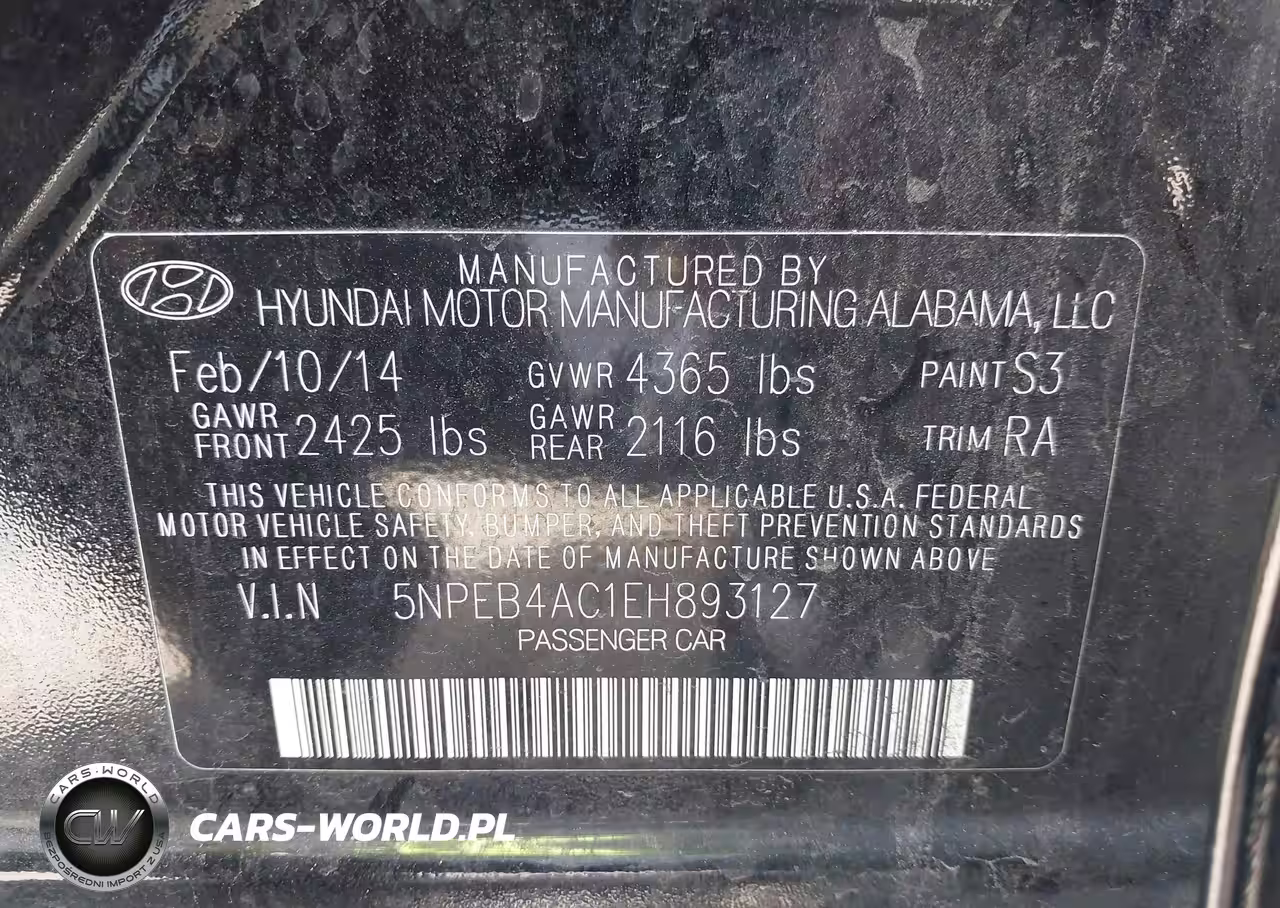 MANUFACTURED BY
HYUNDAI MOTOR MANUFACTURING ALABAMA, LLC
Feb/10/14 GVWR 4365 lbs PAINT S3
GAWR FRONT 2425 lbs GAWR REAR 2116 lbs TRIM RA
THIS VEHICLE CONFORMS TO ALL APPLICABLE U.S.A. FEDERAL
MOTOR VEHICLE SAFETY, BUMPER, AND THEFT PREVENTION STANDARDS
IN EFFECT ON THE DATE OF MANUFACTURE SHOWN ABOVE
V.I.N 5NPEB4AC1EH893127
PASSENGER CAR
CARS-WORLD
CW
BEZPOŚREDNI IMPORT Z USA
CARS-WORLD.PL